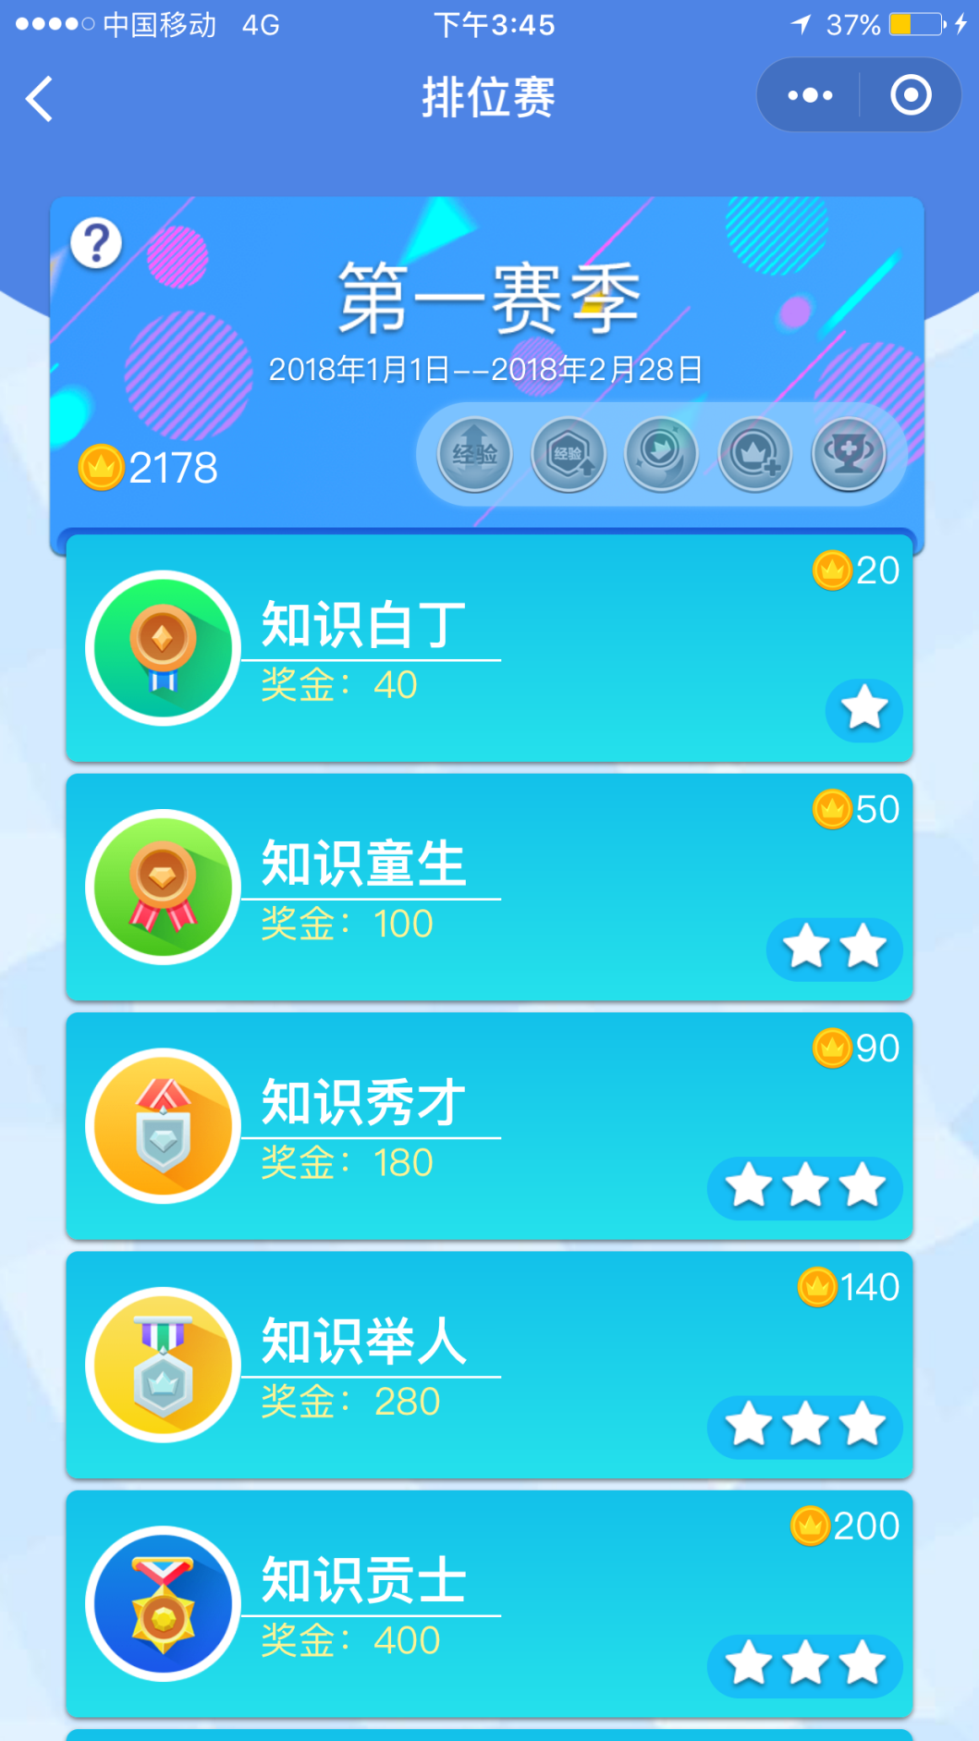 中国移动 4G 下午3:45 37%
排位赛
?
第一赛季
2018年1月1日--2018年2月28日
2178
经验 经验
20
知识白丁
奖金：40
50
知识童生
奖金：100
90
知识秀才
奖金：180
140
知识举人
奖金：280
200
知识贡士
奖金：400